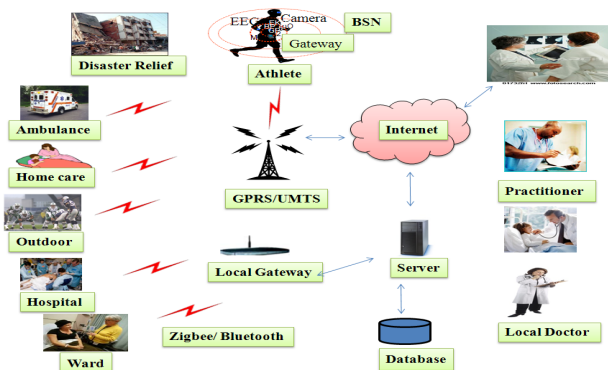 EEG
Camera
BSN
Gateway
Disaster Relief
Athlete
Ambulance
Internet
Home care
Practitioner
GPRS/UMTS
Outdoor
Local Gateway
Server
Hospital
Zigbee/ Bluetooth
Local Doctor
Database
Ward